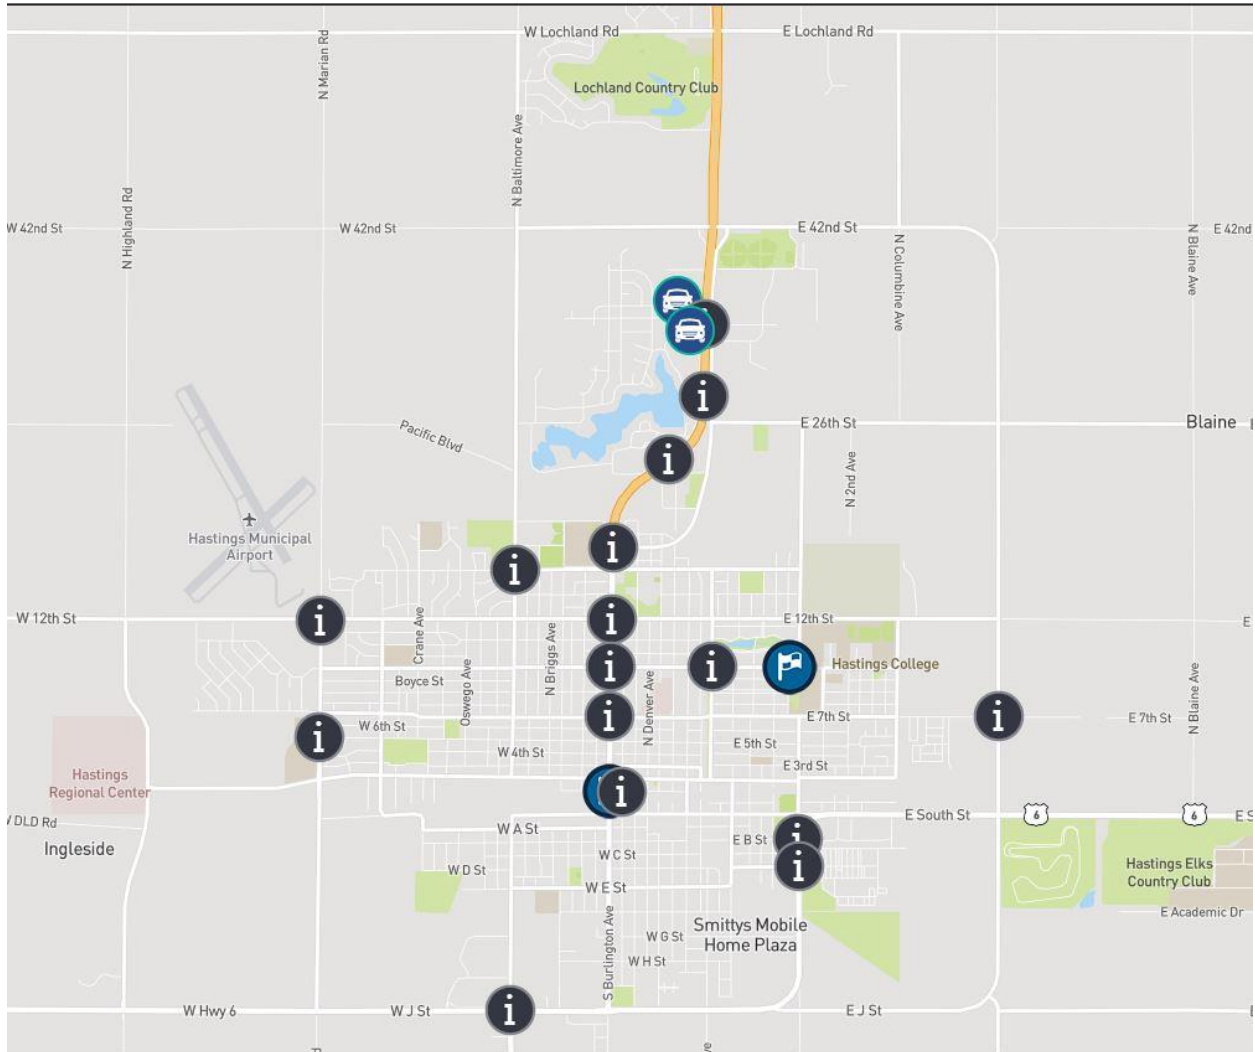 W Lochland Rd
E Lochland Rd
N Marian Rd
Lochland Country Club
N Baltimore Ave
N Highland Rd
W 42nd St
W 42nd St
E 42nd St
E 42nd
N Columbine Ave
N Blaine Ave
i
i
Pacific Blvd
E 26th St
Blaine
E
N 2nd Ave
Hastings Municipal
Airport
i
i
i
W 12th St
i
i
E 12th St
E
Crane Ave
N Briggs Ave
Oswego Ave
Boyce St
i
i
Hastings College
N Denver Ave
N Blaine Ave
W 6th St
i
E 7th St
i
E 7th St
i
W 4th St
E 5th St
E 3rd St
Hastings
Regional Center
i
W DLD Rd
W A St
E South St
6
6
E S
Ingleside
W C St
E B St
i
i
W D St
W E St
Hastings Elks
Country Club
S Burlington Ave
W G St
Smittys Mobile
Home Plaza
E Academic Dr
W H St
W Hwy 6
W J St
i
E J St
E